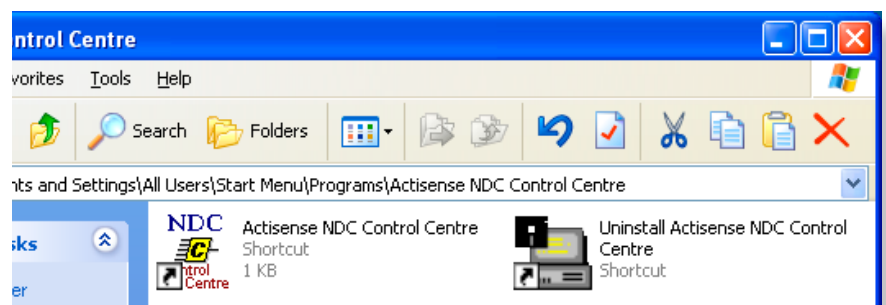 ntrol Centre
vorites Tools Help
Search Folders
nts and Settings\All Users\Start Menu\Programs\Actisense NDC Control Centre
sks
NDC
C
ntrol
Centre
Actisense NDC Control Centre
Shortcut
1 KB
Uninstall Actisense NDC Control
Centre
Shortcut
er